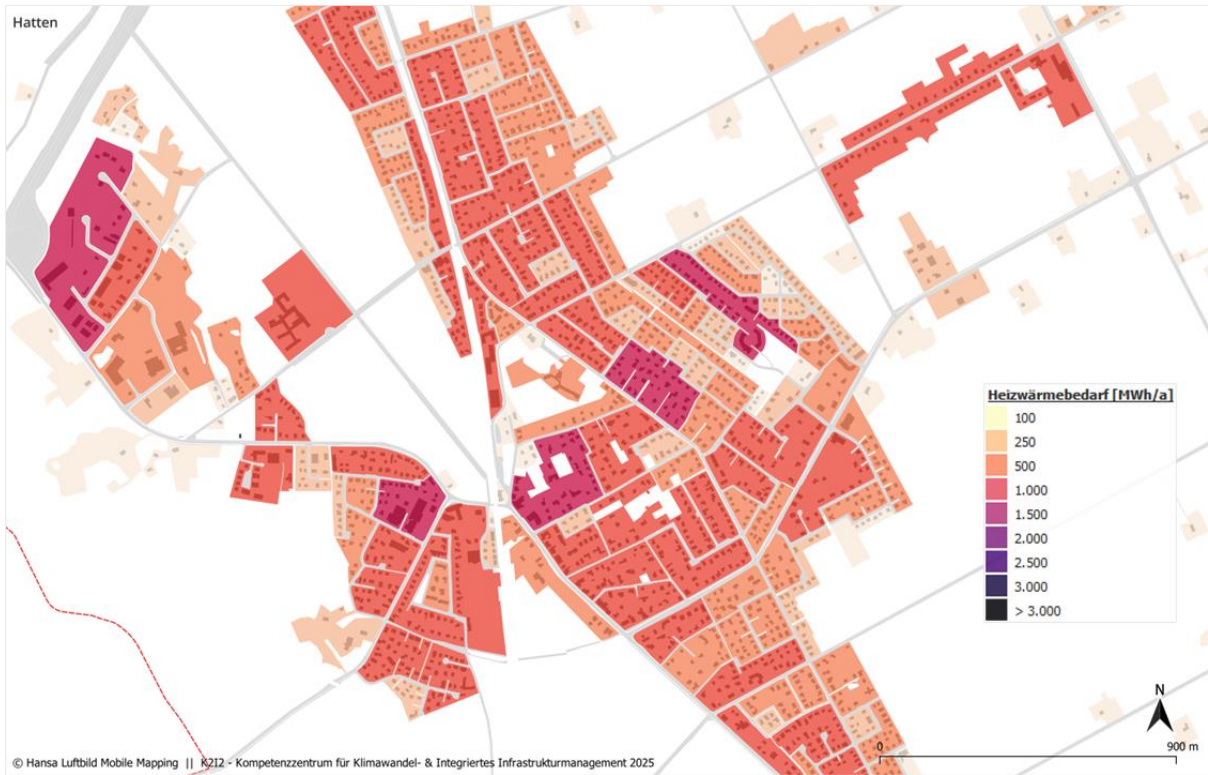 Hatten
Heizwärmebedarf [MWh/a]
100
250
500
1.000
1.500
2.000
2.500
3.000
> 3.000
N
0
900 m
© Hansa Luftbild Mobile Mapping || K2I2 - Kompetenzzentrum für Klimawandel- & Integriertes Infrastrukturmanagement 2025